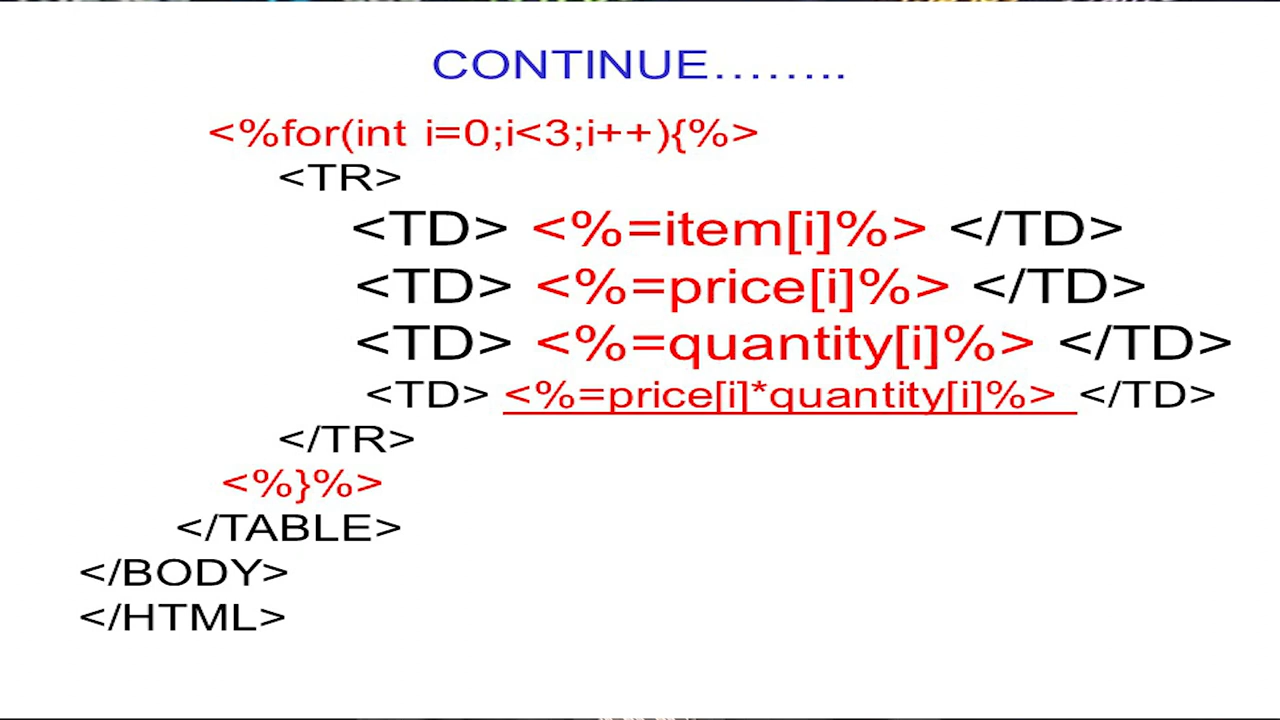 CONTINUE........
<%for(int i=0;i<3;i++){%>
<TR>
<TD> <%=item[i]%> </TD>
<TD> <%=price[i]%> </TD>
<TD> <%=quantity[i]%> </TD>
<TD> <%=price[i]*quantity[i]%> </TD>
</TR>
<%}%>
</TABLE>
</BODY>
</HTML>